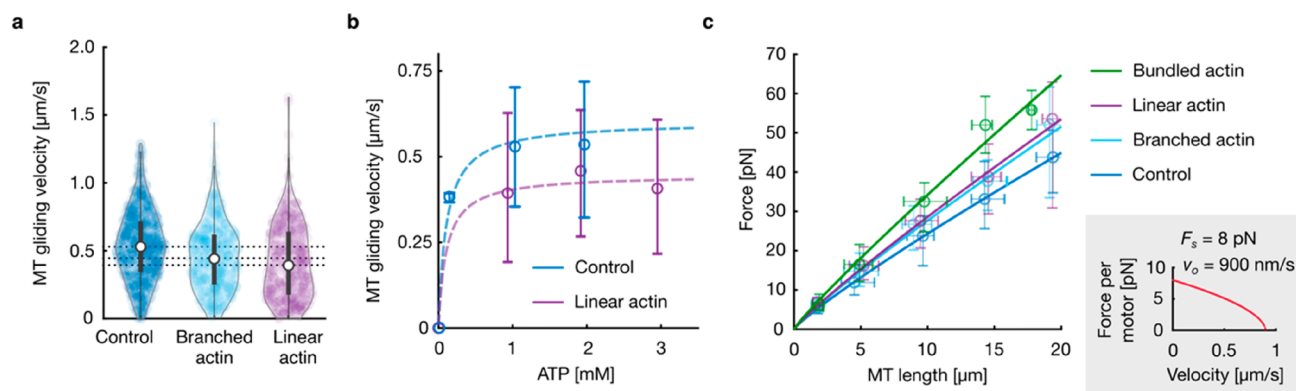 a
MT gliding velocity [µm/s]
2.0
1.5
1.0
0.5
0
Control
Branched
actin
Linear
actin
b
MT gliding velocity [µm/s]
0.75
0.5
0.25
0
0
1
2
3
ATP [mM]
Control
Linear actin
c
Force [pN]
70
60
50
40
30
20
10
0
0
5
10
15
20
MT length [µm]
Bundled actin
Linear actin
Branched actin
Control
Fs = 8 pN
vo = 900 nm/s
Force per
motor [pN]
10
5
0
0
0.5
1
Velocity [µm/s]